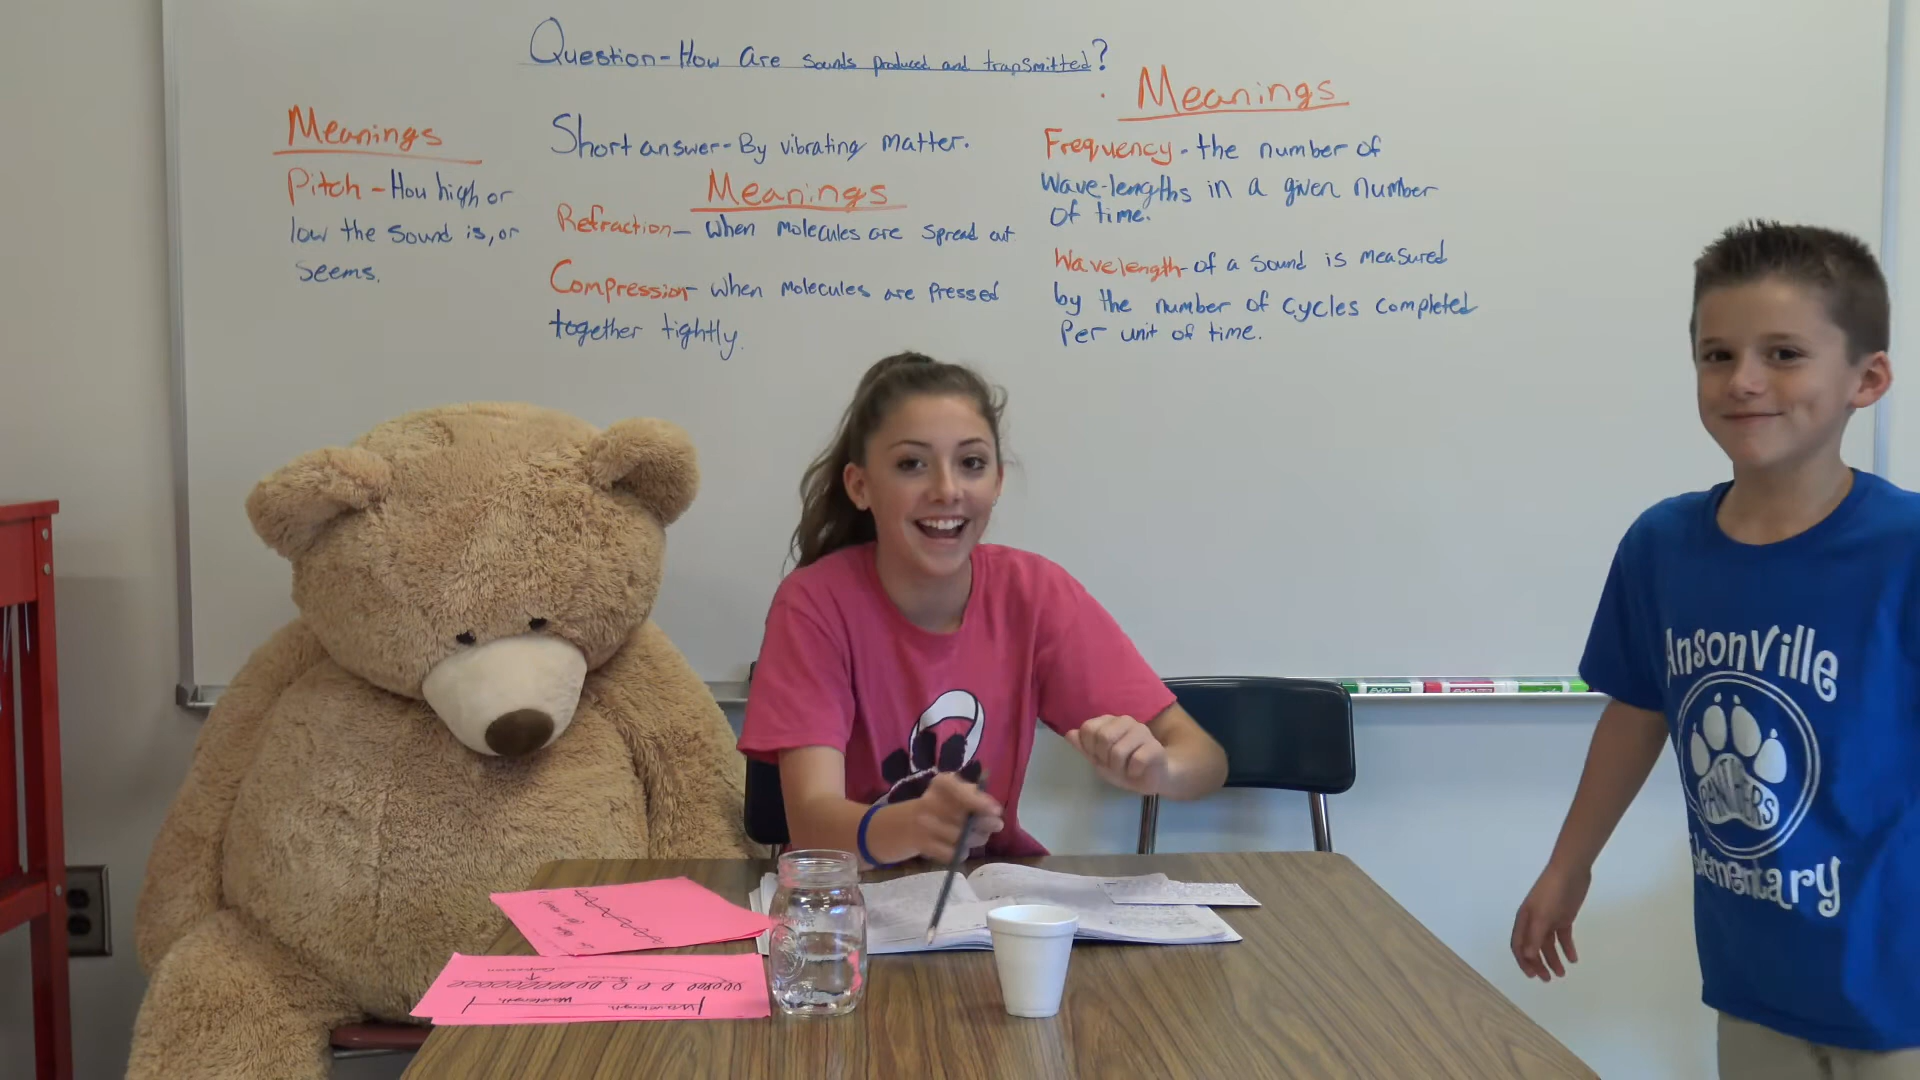 Question-How are sounds produced and transmitted?
Meanings
Pitch - How high or
low the sound is, or
seems.
Short answer- By vibrating matter.
Meanings
Refraction- when molecules are spread out
Compression- when molecules are pressed
together tightly.
Meanings
Frequency- the number of
Wave-lengths in a given number
of time.
Wavelength- of a sound is measured
by the number of cycles completed
Per unit of time.
Ansonville
PANTHERS
Elementary
Compression
Wavelength
Wavelength